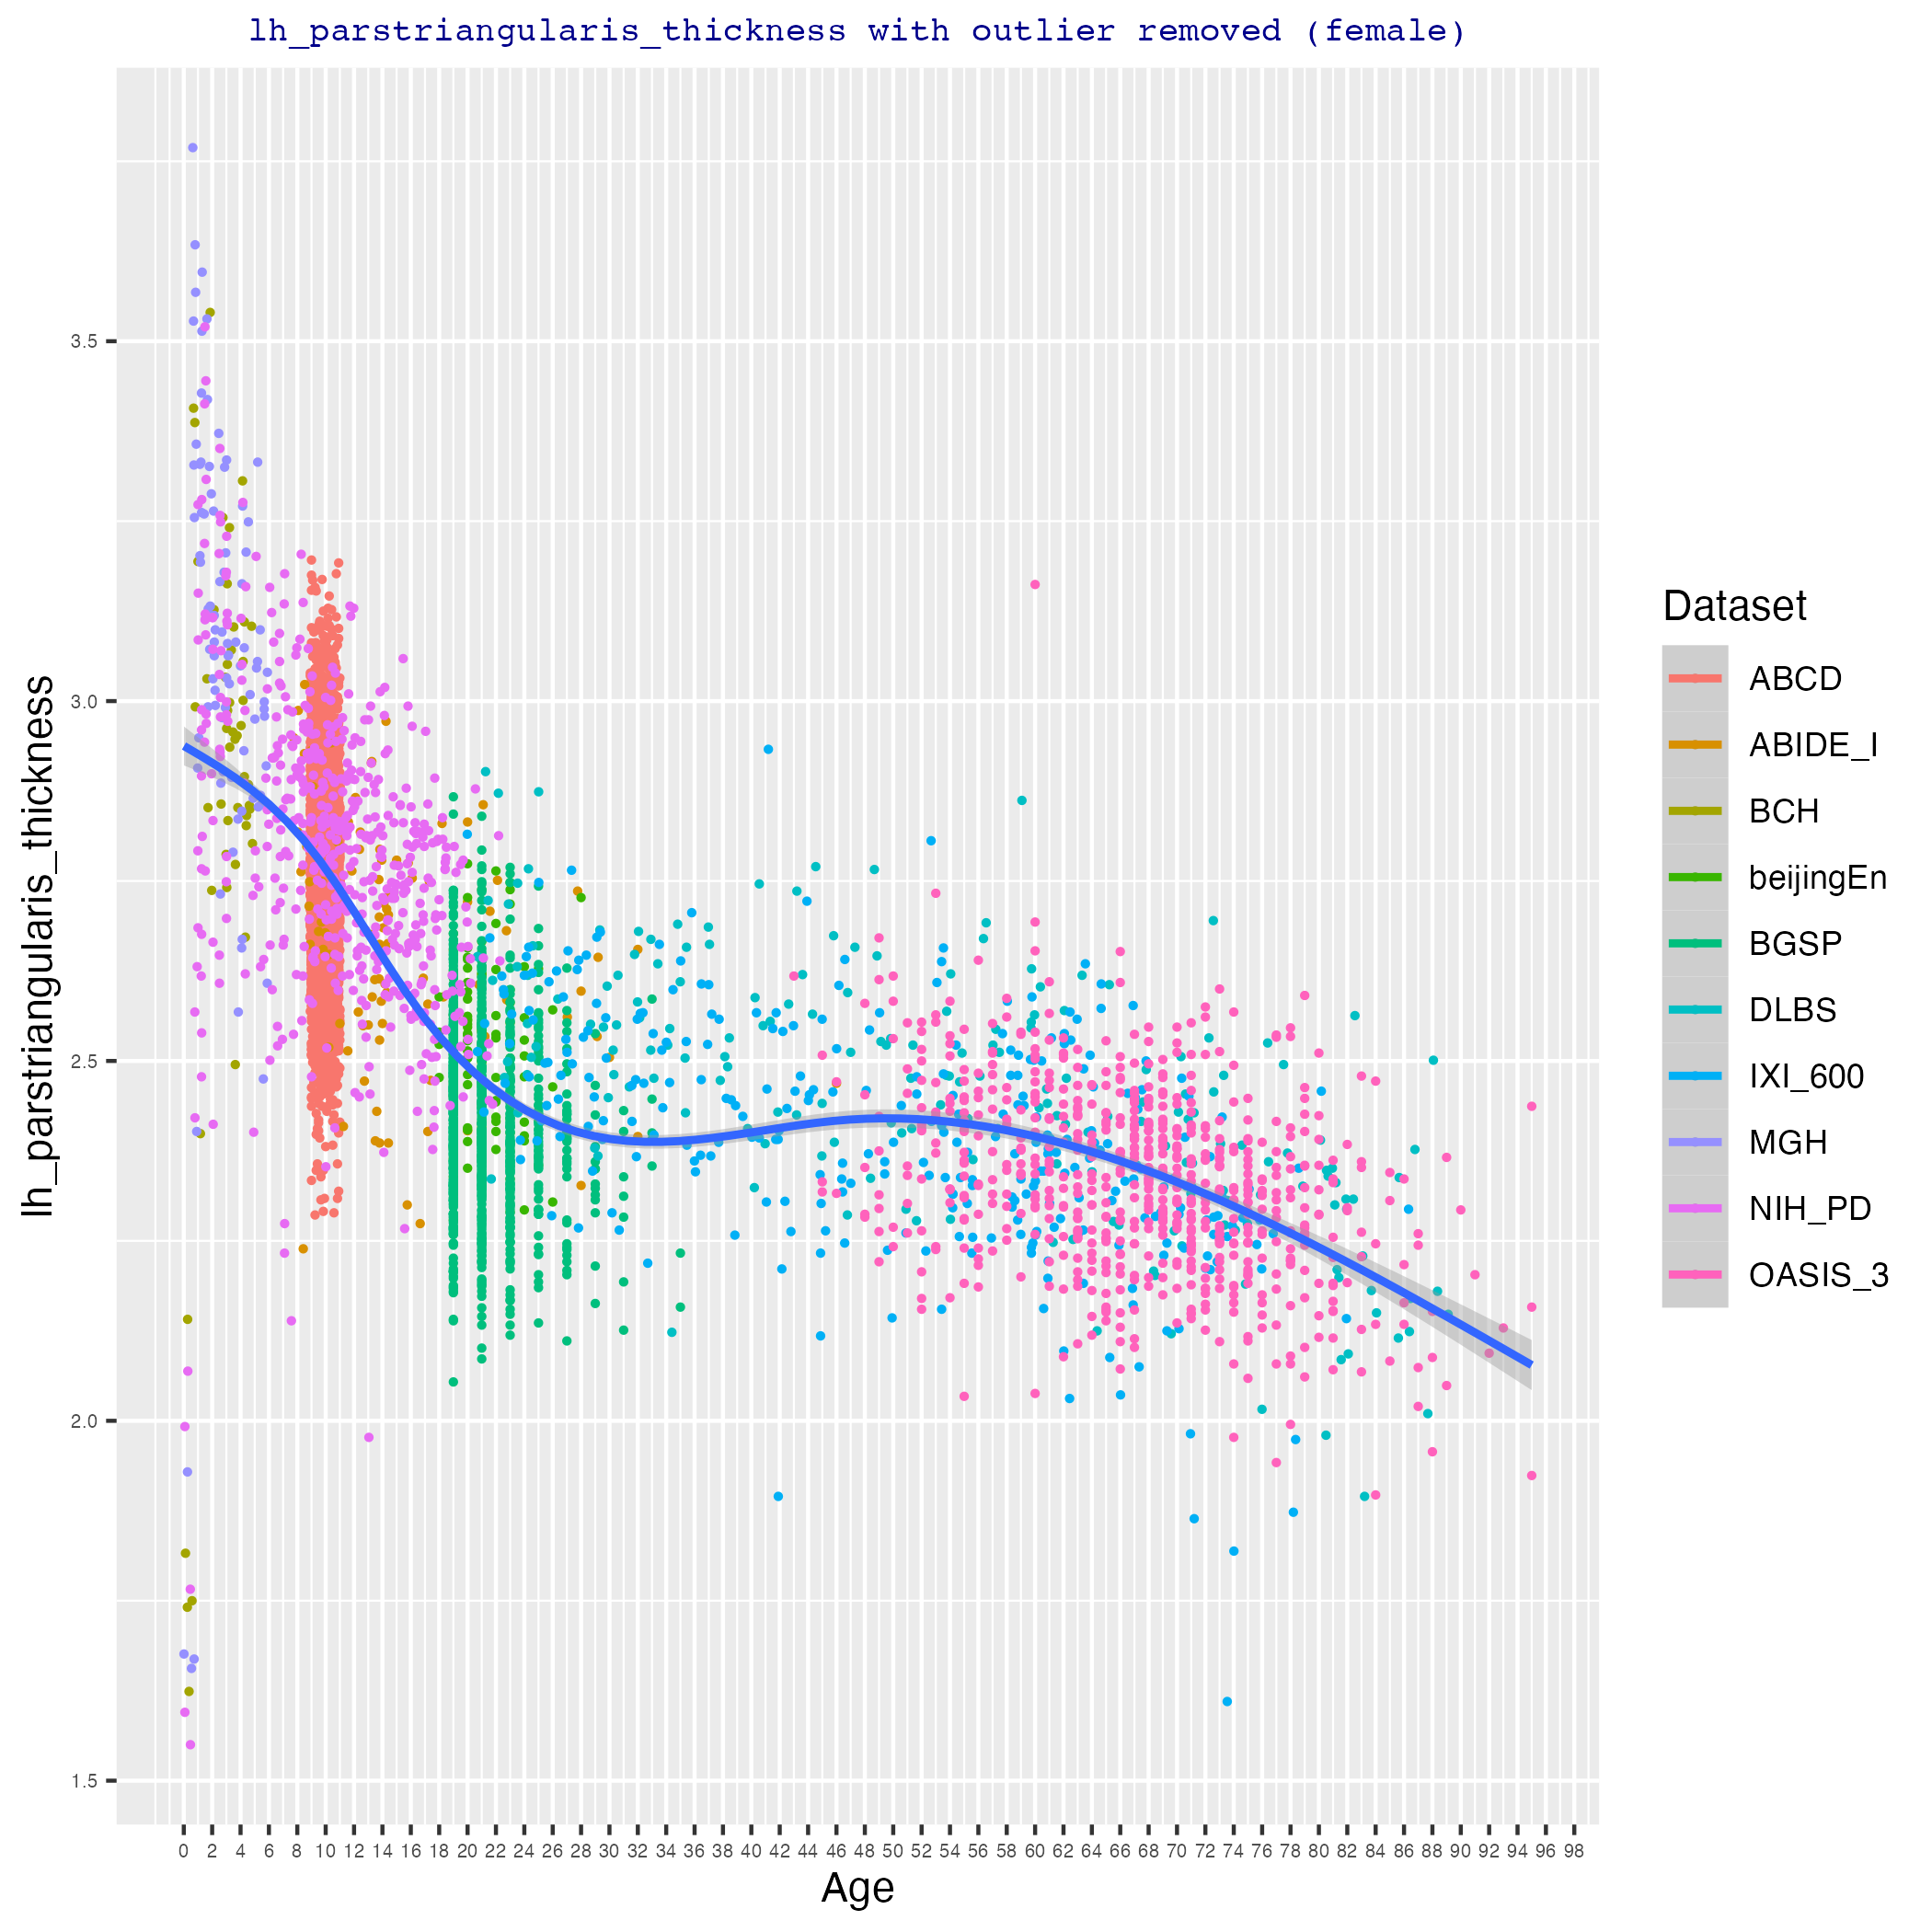 lh_parstriangularis_thickness with outlier removed (female)
lh_parstriangularis_thickness
3.5
3.0
2.5
2.0
1.5
0 2 4 6 8 10 12 14 16 18 20 22 24 26 28 30 32 34 36 38 40 42 44 46 48 50 52 54 56 58 60 62 64 66 68 70 72 74 76 78 80 82 84 86 88 90 92 94 96 98
Age
Dataset
ABCD
ABIDE_I
BCH
beijingEn
BGSP
DLBS
IXI_600
MGH
NIH_PD
OASIS_3